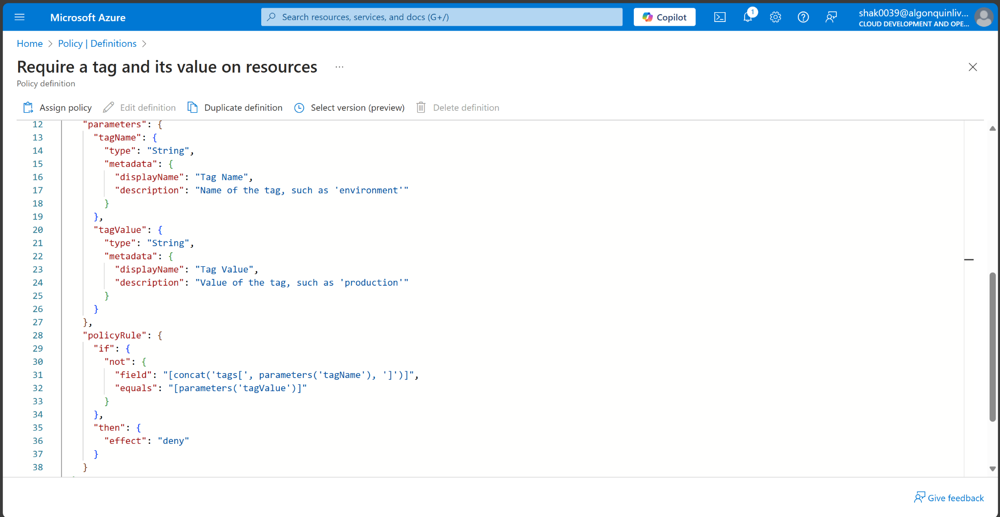 Microsoft Azure
Search resources, services, and docs (G+/)
Copilot
1
shak0039@algonquinliv...
CLOUD DEVELOPMENT AND OPE...
Home > Policy | Definitions >
Require a tag and its value on resources ...
Policy definition
Assign policy Edit definition Duplicate definition Select version (preview) Delete definition
12 "parameters": {
13 "tagName": {
14 "type": "String",
15 "metadata": {
16 "displayName": "Tag Name",
17 "description": "Name of the tag, such as 'environment'"
18 }
19 },
20 "tagValue": {
21 "type": "String",
22 "metadata": {
23 "displayName": "Tag Value",
24 "description": "Value of the tag, such as 'production'"
25 }
26 }
27 },
28 "policyRule": {
29 "if": {
30 "not": {
31 "field": "[concat('tags[', parameters('tagName'), ']')]",
32 "equals": "[parameters('tagValue')]"
33 }
34 },
35 "then": {
36 "effect": "deny"
37 }
38 }
Give feedback